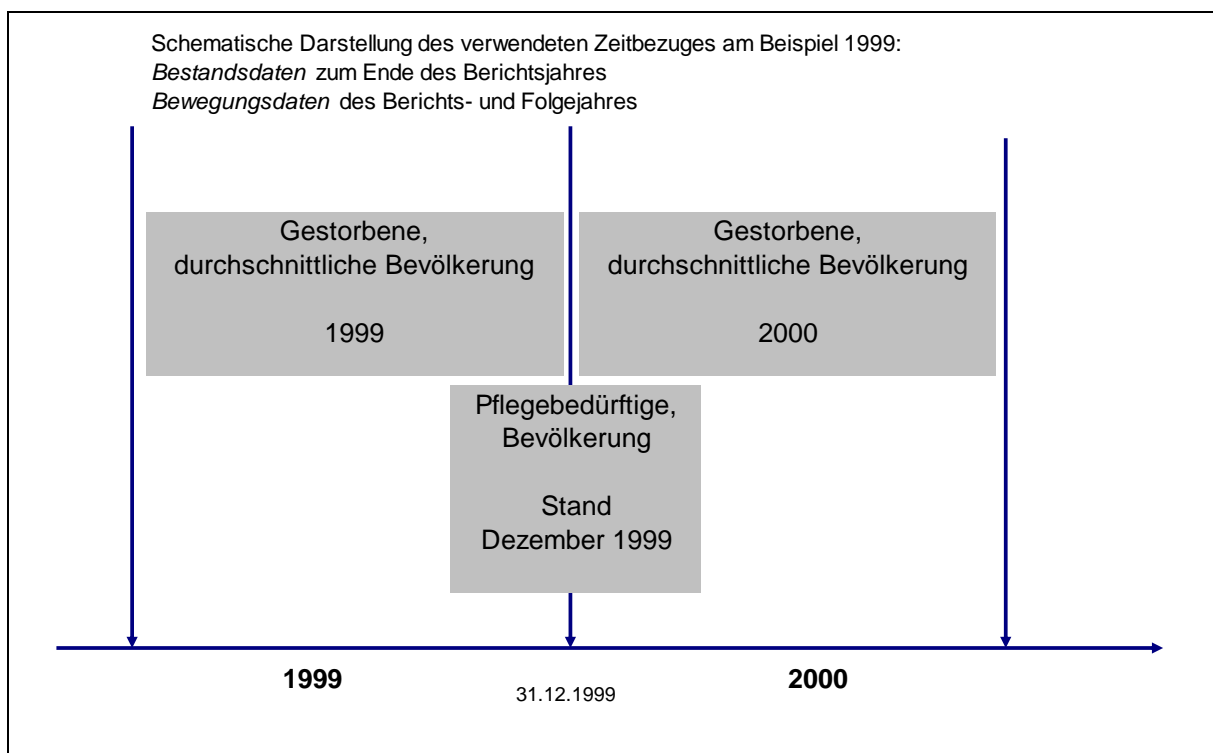 Schematische Darstellung des verwendeten Zeitbezuges am Beispiel 1999:
Bestandsdaten zum Ende des Berichtsjahres
Bewegungsdaten des Berichts- und Folgejahres
Gestorbene,
durchschnittliche Bevölkerung
1999
Gestorbene,
durchschnittliche Bevölkerung
2000
Pflegebedürftige,
Bevölkerung
Stand
Dezember 1999
1999
31.12.1999
2000